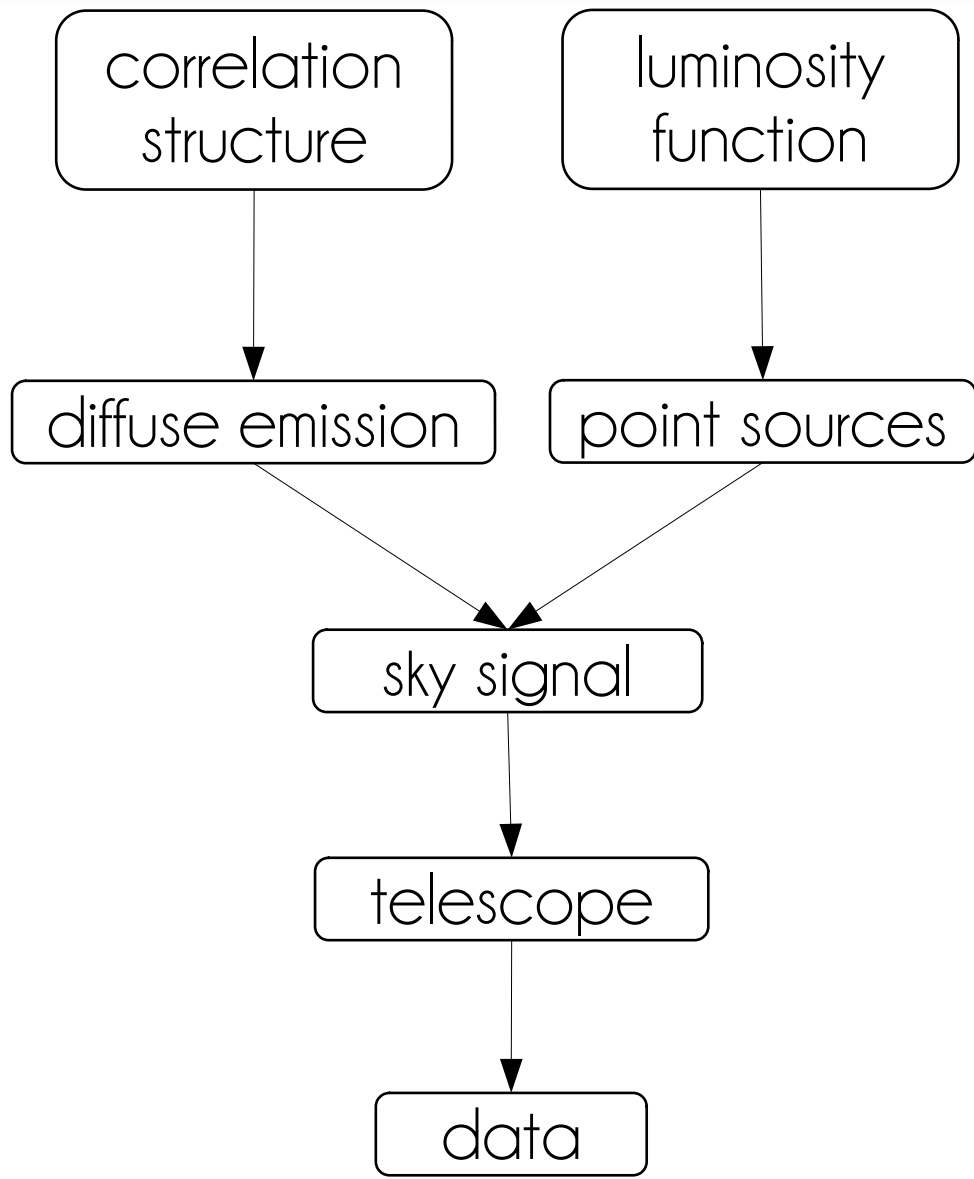 correlation
structure
luminosity
function
diffuse emission
point sources
sky signal
telescope
data